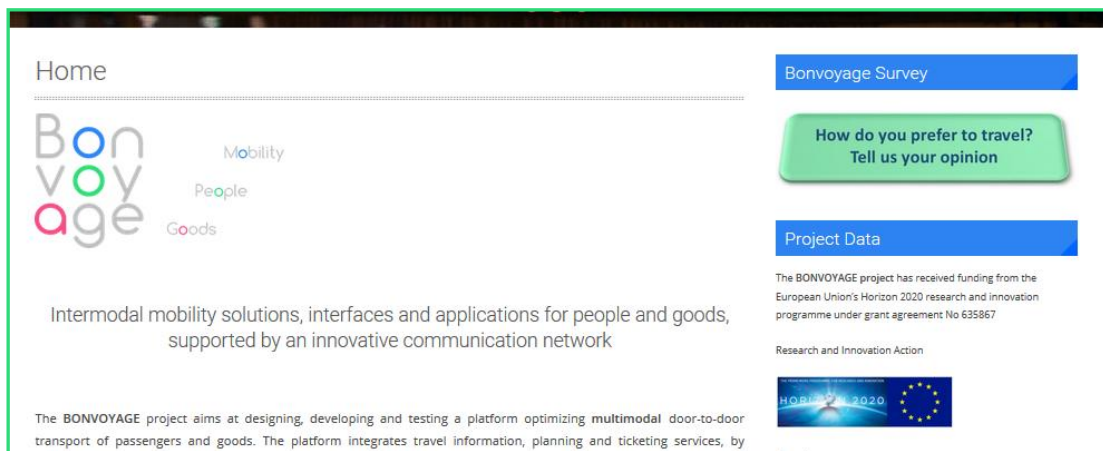 Home
Bon
voy
age
Mobility
People
Goods
Intermodal mobility solutions, interfaces and applications for people and goods,
supported by an innovative communication network
The BONVOYAGE project aims at designing, developing and testing a platform optimizing multimodal door-to-door
transport of passengers and goods. The platform integrates travel information, planning and ticketing services, by
Bonvoyage Survey
How do you prefer to travel?
Tell us your opinion
Project Data
The BONVOYAGE project has received funding from the
European Union's Horizon 2020 research and innovation
programme under grant agreement No 635867
Research and Innovation Action
HORIZON 2020